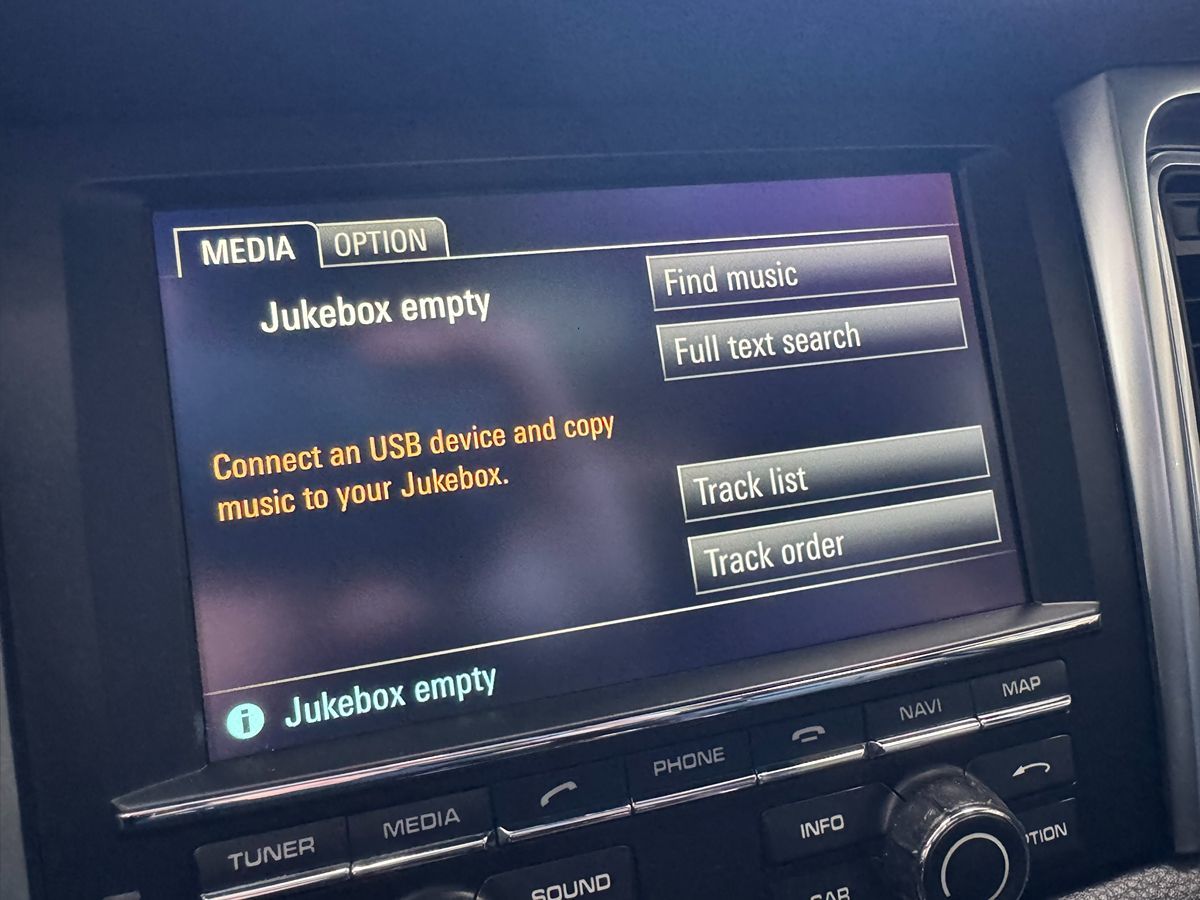 MEDIA
OPTION
Jukebox empty
Find music
Full text search
Connect an USB device and copy
music to your Jukebox.
Track list
Track order
Jukebox empty
TUNER
MEDIA
PHONE
NAVI
MAP
SOUND
INFO
CAR